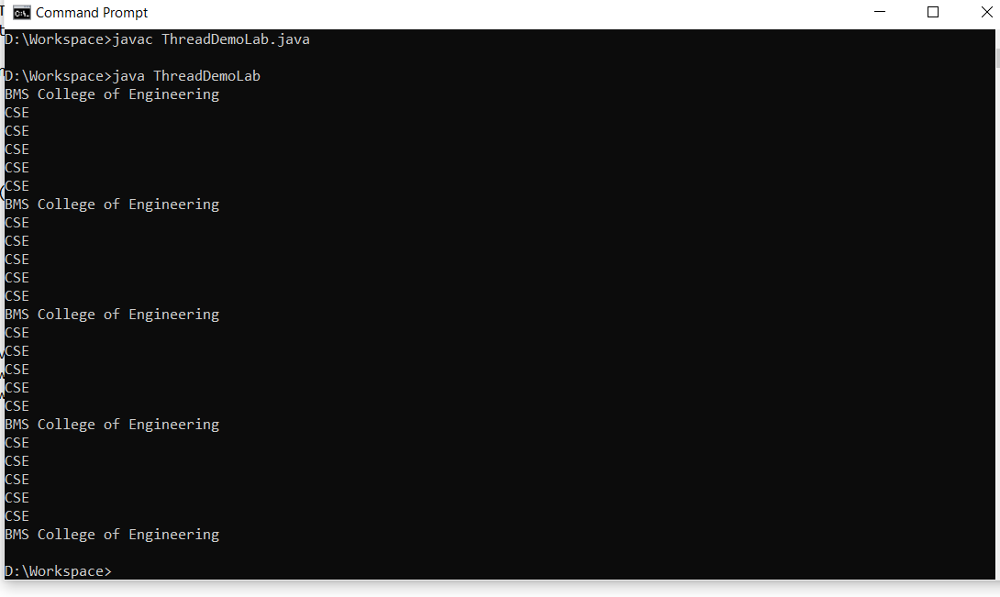 Command Prompt
D:\Workspace>javac ThreadDemoLab.java
D:\Workspace>java ThreadDemoLab
BMS College of Engineering
CSE
CSE
CSE
CSE
CSE
BMS College of Engineering
CSE
CSE
CSE
CSE
CSE
BMS College of Engineering
CSE
CSE
CSE
CSE
CSE
BMS College of Engineering
CSE
CSE
CSE
CSE
CSE
BMS College of Engineering
D:\Workspace>